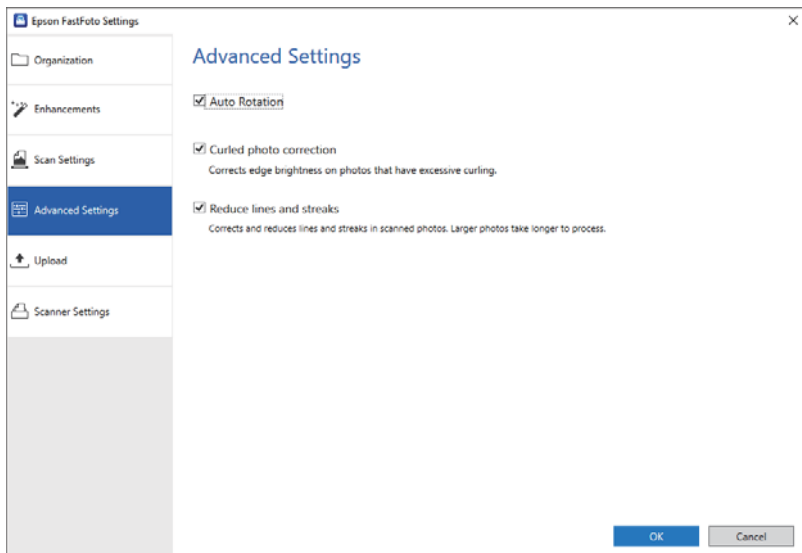 Epson FastFoto Settings
Organization
Enhancements
Scan Settings
Advanced Settings
Upload
Scanner Settings
Advanced Settings
Auto Rotation
Curled photo correction
Corrects edge brightness on photos that have excessive curling.
Reduce lines and streaks
Corrects and reduces lines and streaks in scanned photos. Larger photos take longer to process.
OK
Cancel